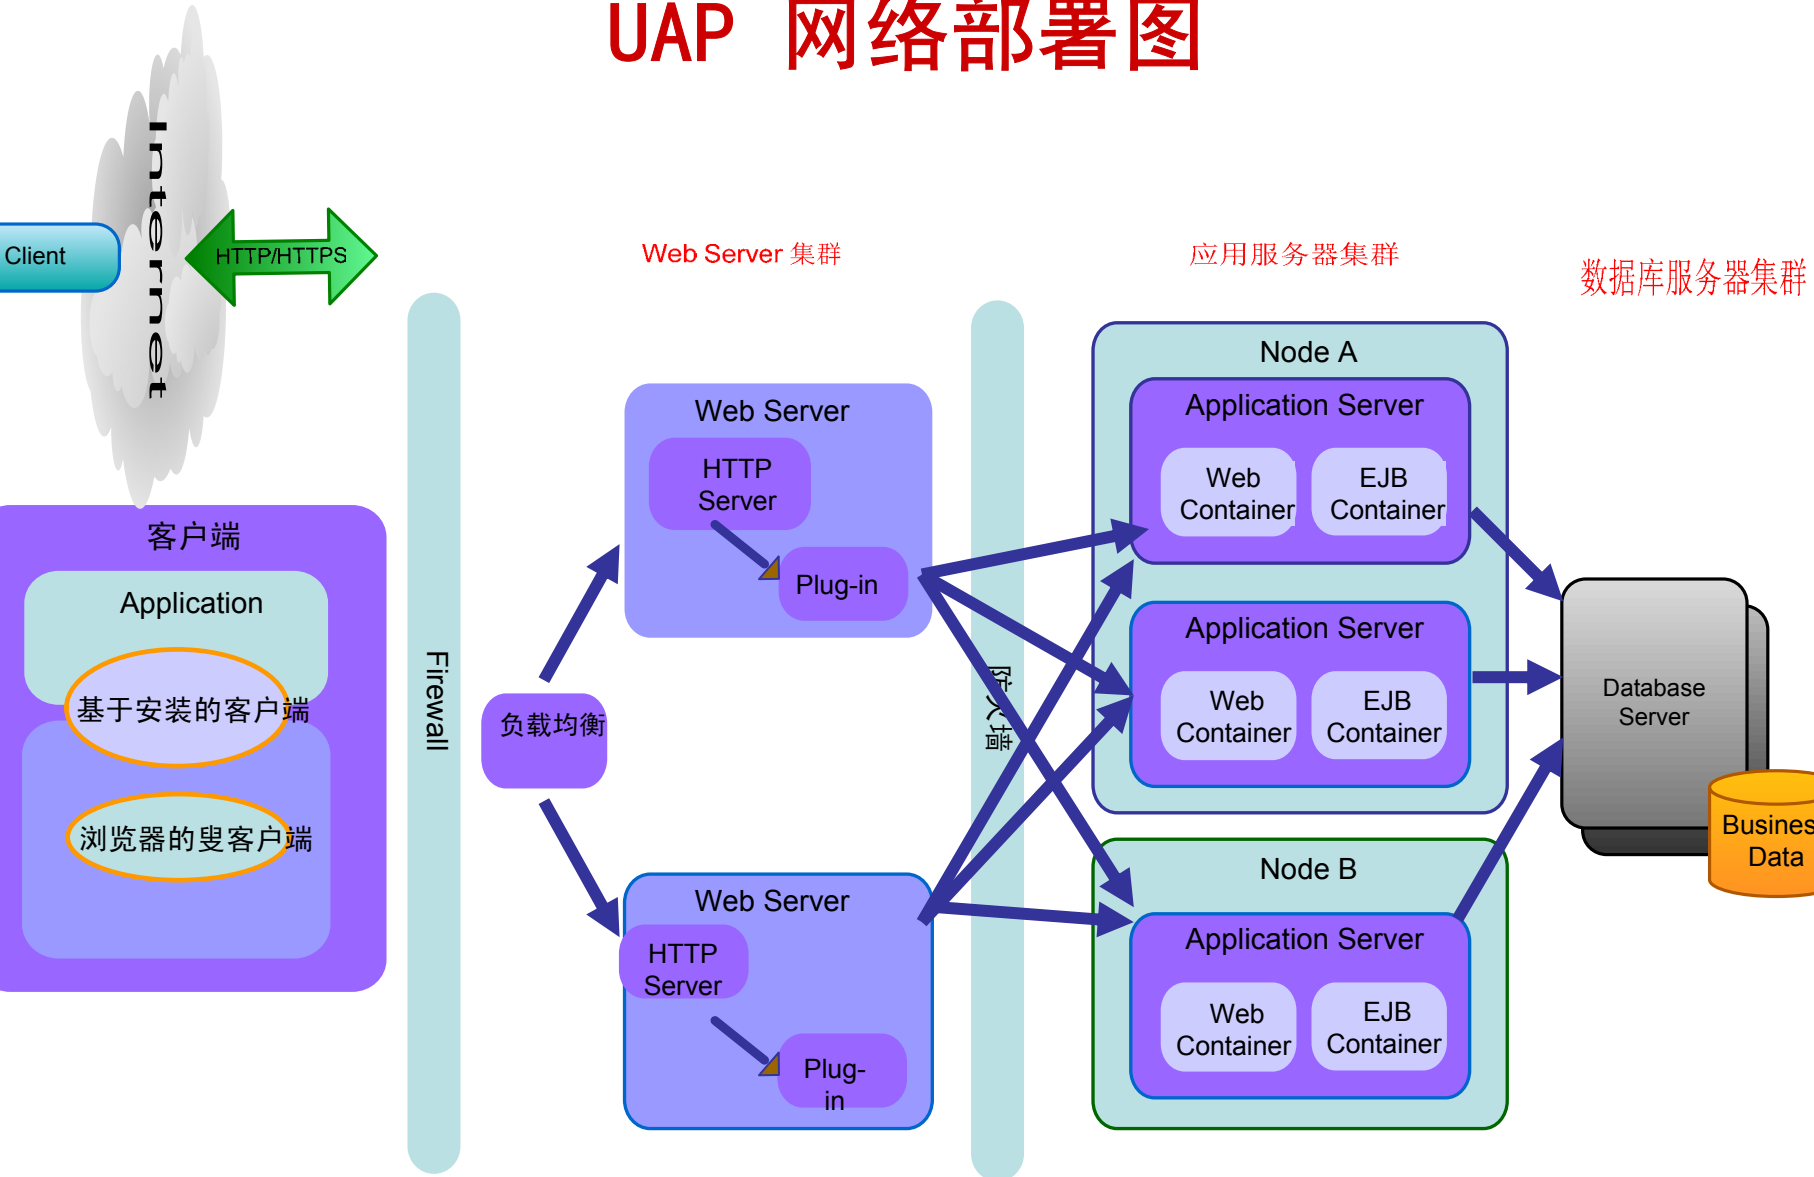 UAP 网络部署图
Internet
Client
HTTP/HTTPS
Web Server 集群
应用服务器集群
数据库服务器集群
客户端
Application
基于安装的客户端
浏览器的叟客户端
Firewall
负载均衡
Web Server
HTTP
Server
Plug-in
Web Server
HTTP
Server
Plug-
in
防火墙
Node A
Application Server
Web
Container
EJB
Container
Application Server
Web
Container
EJB
Container
Node B
Application Server
Web
Container
EJB
Container
Database
Server
Busines
Data